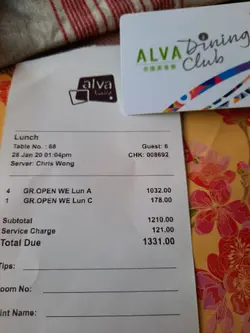 ALVA Dining
Club
alva
Lunch
Table No. : 68 Guest: 6
28 Jan 20 01:04pm CHK: 008692
Server: Chris Wong
4 GR.OPEN WE Lun A 1032.00
1 GR.OPEN WE Lun C 178.00
Subtotal 1210.00
Service Charge 121.00
Total Due 1331.00
Tips:
oom No:
int Name: